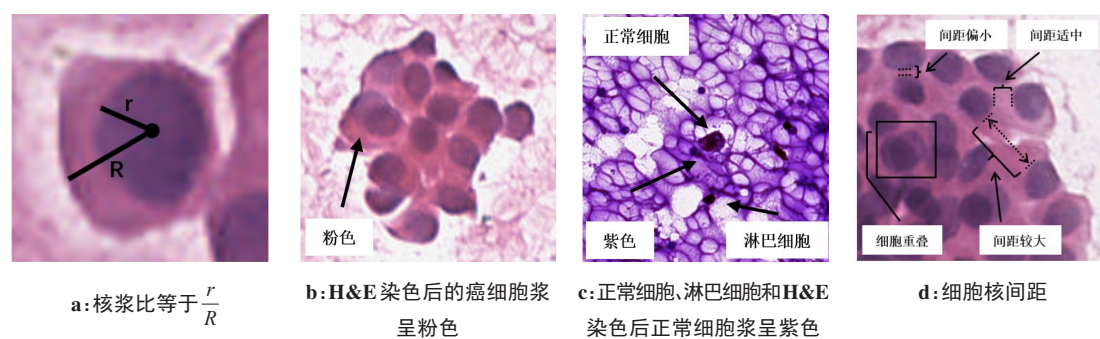 r
R
粉色
正常细胞
紫色
淋巴细胞
间距偏小
间距适中
细胞重叠
间距较大
a:核浆比等于r/R
b:H&E染色后的癌细胞浆
呈粉色
c:正常细胞、淋巴细胞和H&E
染色后正常细胞浆呈紫色
d:细胞核间距